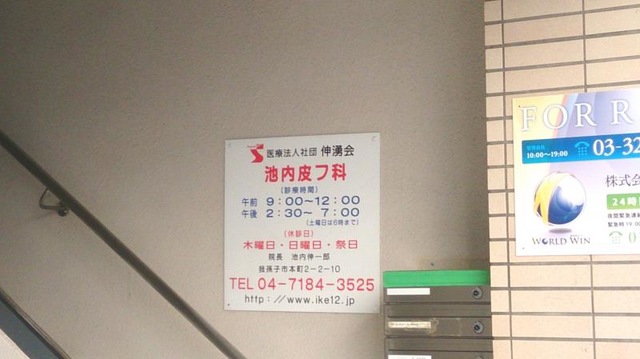 医療法人社団 伸湧会
池内皮フ科
(診療時間)
午前 9:00~12:00
午後 2:30~ 7:00
(土曜日は6時まで)
(休診日)
木曜日・日曜日・祭日
院長 池内伸一郎
我孫子市本町2-2-10
TEL 04-7184-3525
http://www.ike12.jp
FOR R
10:00~19:00
03-32
株式会
24時
WORLD WIN